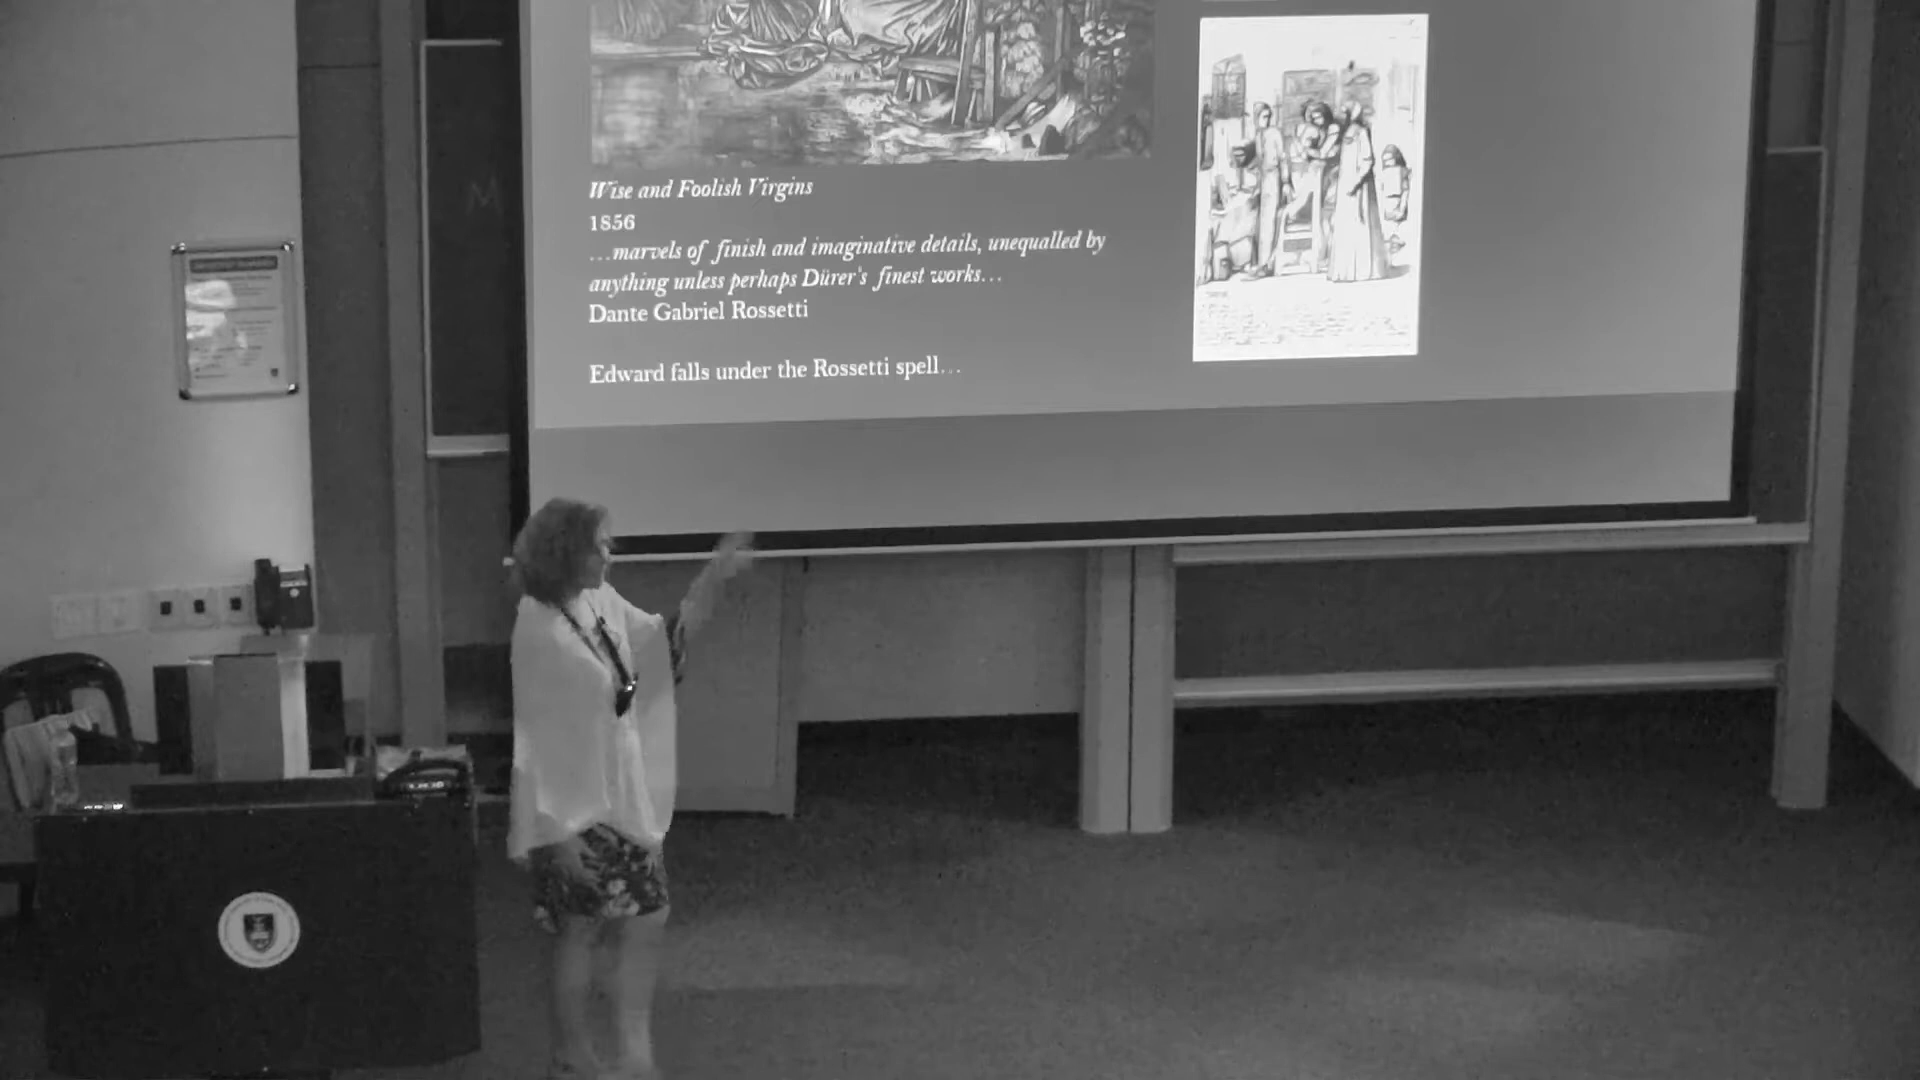 Wise and Foolish Virgins
1856
...marvels of finish and imaginative details, unequalled by
anything unless perhaps Dürer's finest works...
Dante Gabriel Rossetti
Edward falls under the Rossetti spell...